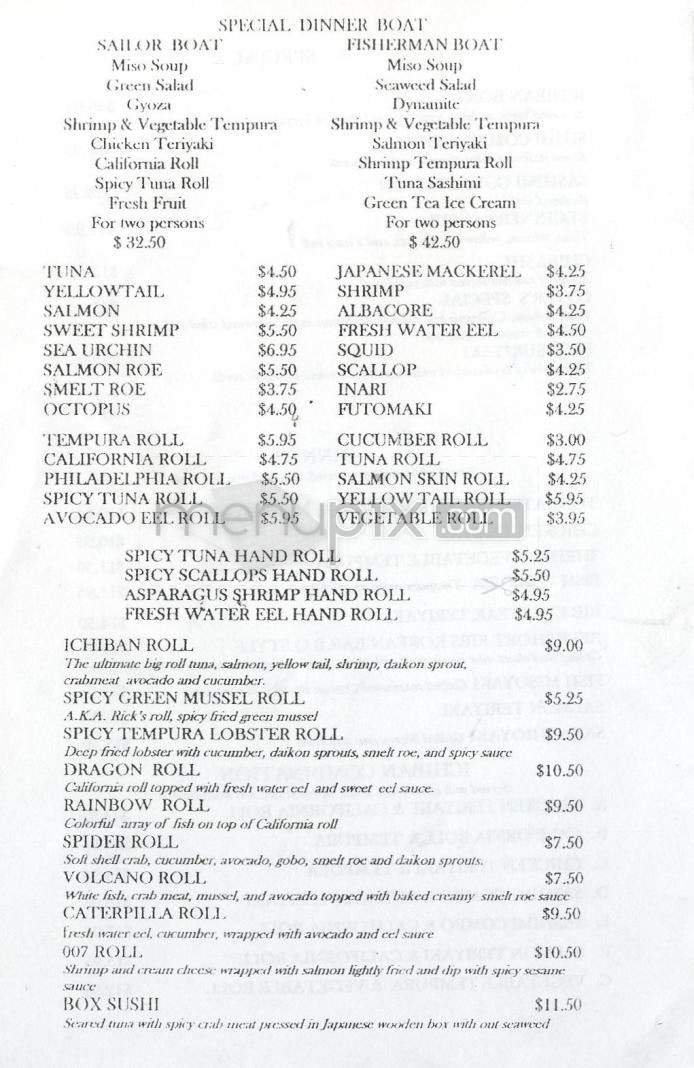 SPECIAL DINNER BOAT
SAILOR BOAT
Miso Soup
Green Salad
Gyoza
Shrimp & Vegetable Tempura
Chicken Teriyaki
California Roll
Spicy Tuna Roll
Fresh Fruit
For two persons
$ 32.50
FISHERMAN BOAT
Miso Soup
Seaweed Salad
Dynamite
Shrimp & Vegetable Tempura
Salmon Teriyaki
Shrimp Tempura Roll
Tuna Sashimi
Green Tea Ice Cream
For two persons
$ 42.50
TUNA $4.50 JAPANESE MACKEREL $4.25
YELLOWTAIL $4.95 SHRIMP $3.75
SALMON $4.25 ALBACORE $4.25
SWEET SHRIMP $5.50 FRESH WATER EEL $4.50
SEA URCHIN $6.95 SQUID $3.50
SALMON ROE $5.50 SCALLOP $4.25
SMELT ROE $3.75 INARI $2.75
OCTOPUS $4.50 FUTOMAKI $4.25
TEMPURA ROLL $5.95 CUCUMBER ROLL $3.00
CALIFORNIA ROLL $4.75 TUNA ROLL $4.75
PHILADELPHIA ROLL $5.50 SALMON SKIN ROLL $4.25
SPICY TUNA ROLL $5.50 YELLOW TAIL ROLL $5.95
AVOCADO EEL ROLL $5.95 VEGETABLE ROLL $3.95
menupix.com
SPICY TUNA HAND ROLL $5.25
SPICY SCALLOPS HAND ROLL $5.50
ASPARAGUS SHRIMP HAND ROLL $4.95
FRESH WATER EEL HAND ROLL $4.95
ICHIBAN ROLL $9.00
The ultimate big roll tuna, salmon, yellow tail, shrimp, daikon sprout,
crabmeat avocado and cucumber.
SPICY GREEN MUSSEL ROLL $5.25
A.K.A. Rick's roll, spicy fried green mussel
SPICY TEMPURA LOBSTER ROLL $9.50
Deep fried lobster with cucumber, daikon sprouts, smelt roe, and spicy sauce
DRAGON ROLL $10.50
California roll topped with fresh water eel and sweet eel sauce.
RAINBOW ROLL $9.50
Colorful array of fish on top of California roll
SPIDER ROLL $7.50
Soft shell crab, cucumber, avocado, gobo, smelt roe and daikon sprouts.
VOLCANO ROLL $7.50
White fish, crab meat, mussel, and avocado topped with baked creamy smelt roe sauce
CATERPILLA ROLL $9.50
Fresh water eel, cucumber, wrapped with avocado and eel sauce
007 ROLL $10.50
Shrimp and cream cheese wrapped with salmon lightly fried and dip with spicy sesame
sauce
BOX SUSHI $11.50
Seared tuna with spicy crab meat pressed in Japanese wooden box with out seaweed